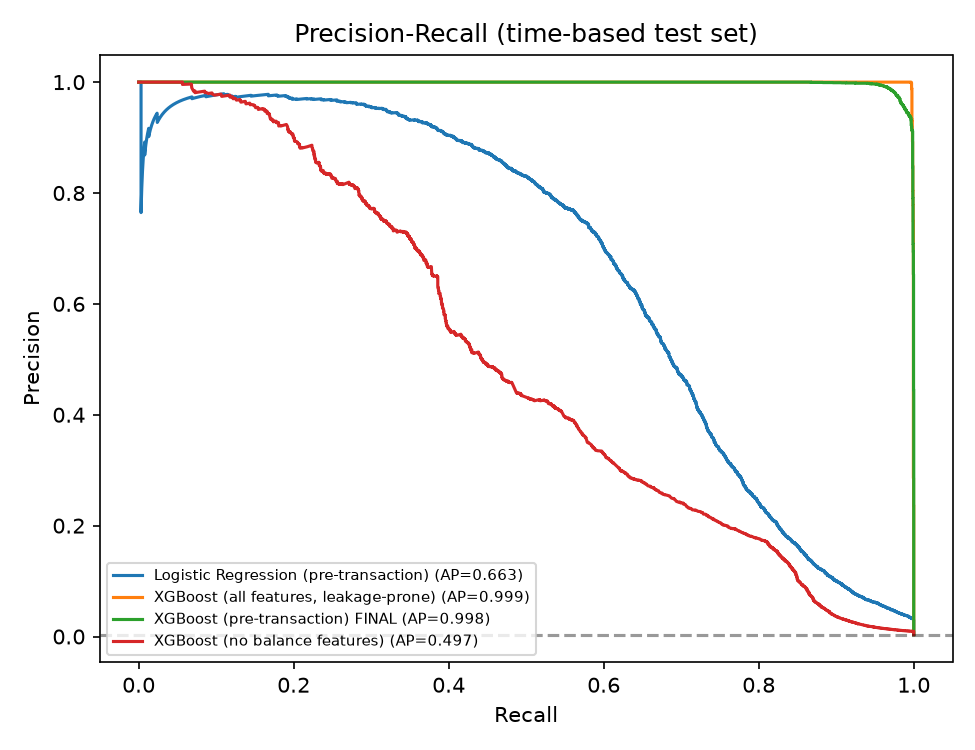 Precision-Recall (time-based test set)
1.0
0.8
0.6
0.4
0.2
0.0
Precision
Logistic Regression (pre-transaction) (AP=0.663)
XGBoost (all features, leakage-prone) (AP=0.999)
XGBoost (pre-transaction) FINAL (AP=0.998)
XGBoost (no balance features) (AP=0.497)
0.0 0.2 0.4 0.6 0.8 1.0
Recall